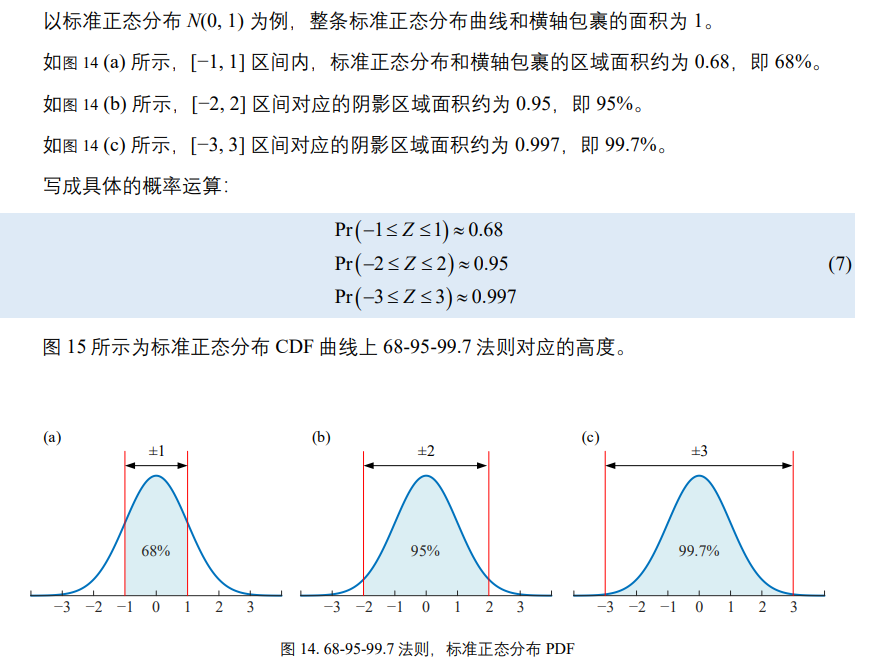 以标准正态分布 N(0, 1) 为例，整条标准正态分布曲线和横轴包裹的面积为 1。
如图 14 (a) 所示，[−1, 1] 区间内，标准正态分布和横轴包裹的区域面积约为 0.68，即 68%。
如图 14 (b) 所示，[−2, 2] 区间对应的阴影区域面积约为 0.95，即 95%。
如图 14 (c) 所示，[−3, 3] 区间对应的阴影区域面积约为 0.997，即 99.7%。
写成具体的概率运算：
Pr(−1 ≤ Z ≤ 1) ≈ 0.68
Pr(−2 ≤ Z ≤ 2) ≈ 0.95 (7)
Pr(−3 ≤ Z ≤ 3) ≈ 0.997
图 15 所示为标准正态分布 CDF 曲线上 68-95-99.7 法则对应的高度。
(a)
±1
68%
−3 −2 −1 0 1 2 3
(b)
±2
95%
−3 −2 −1 0 1 2 3
(c)
±3
99.7%
−3 −2 −1 0 1 2 3
图 14. 68-95-99.7 法则，标准正态分布 PDF